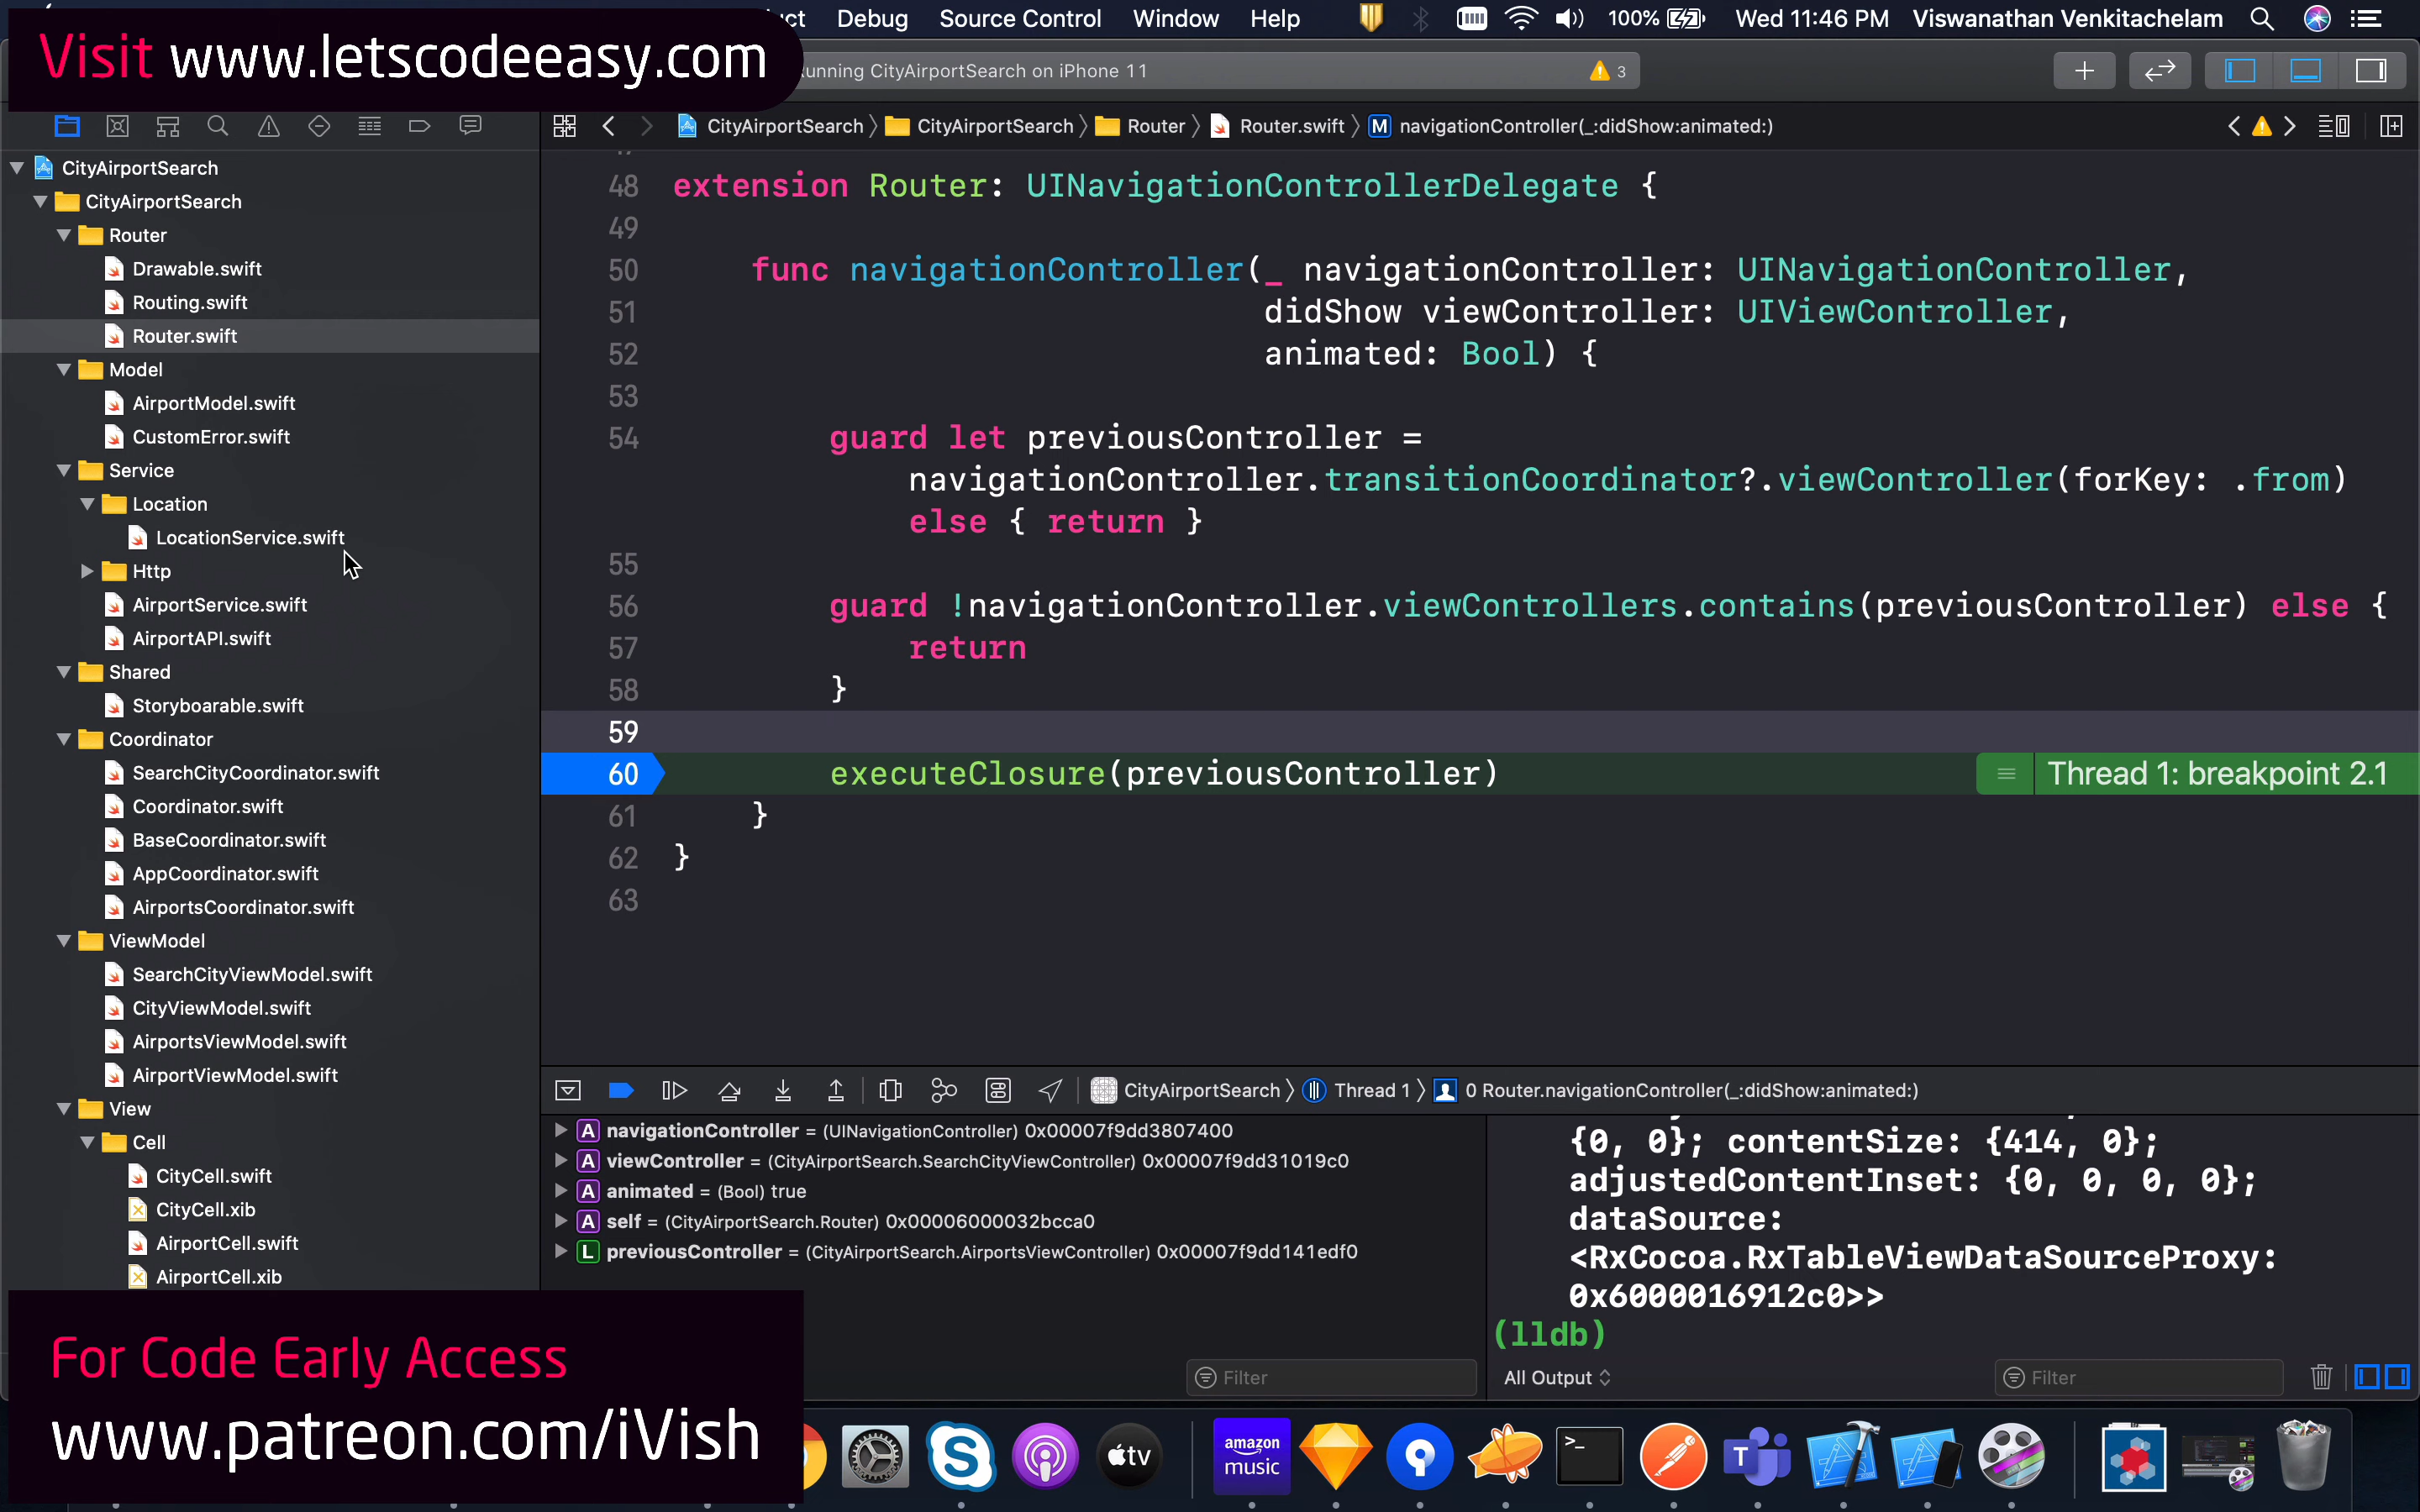 Visit www.letscodeeasy.com
Debug Source Control Window Help 100% Wed 11:46 PM Viswanathan Venkitachelam
Running CityAirportSearch on iPhone 11
3
CityAirportSearch CityAirportSearch Router Router.swift M navigationController(_:didShow:animated:)
CityAirportSearch
CityAirportSearch
Router
Drawable.swift
Routing.swift
Router.swift
Model
AirportModel.swift
CustomError.swift
Service
Location
LocationService.swift
Http
AirportService.swift
AirportAPI.swift
Shared
Storyboarable.swift
Coordinator
SearchCityCoordinator.swift
Coordinator.swift
BaseCoordinator.swift
AppCoordinator.swift
AirportsCoordinator.swift
ViewModel
SearchCityViewModel.swift
CityViewModel.swift
AirportsViewModel.swift
AirportViewModel.swift
View
Cell
CityCell.swift
CityCell.xib
AirportCell.swift
AirportCell.xib
48 extension Router: UINavigationControllerDelegate {
49
50 func navigationController(_ navigationController: UINavigationController,
51 didShow viewController: UIViewController,
52 animated: Bool) {
53
54 guard let previousController =
navigationController.transitionCoordinator?.viewController(forKey: .from)
else { return }
55
56 guard !navigationController.viewControllers.contains(previousController) else {
57 return
58 }
59
60 executeClosure(previousController) Thread 1: breakpoint 2.1
61 }
62 }
63
CityAirportSearch Thread 1 0 Router.navigationController(_:didShow:animated:)
A navigationController = (UINavigationController) 0x00007f9dd3807400
A viewController = (CityAirportSearch.SearchCityViewController) 0x00007f9dd31019c0
A animated = (Bool) true
A self = (CityAirportSearch.Router) 0x00006000032bcca0
L previousController = (CityAirportSearch.AirportsViewController) 0x00007f9dd141edf0
{0, 0}; contentSize: {414, 0};
adjustedContentInset: {0, 0, 0, 0};
dataSource:
<RxCocoa.RxTableViewDataSourceProxy:
0x6000016912c0>>
(lldb)
Filter
All Output
Filter
For Code Early Access
www.patreon.com/iVish
tv
amazon
music
>_
T